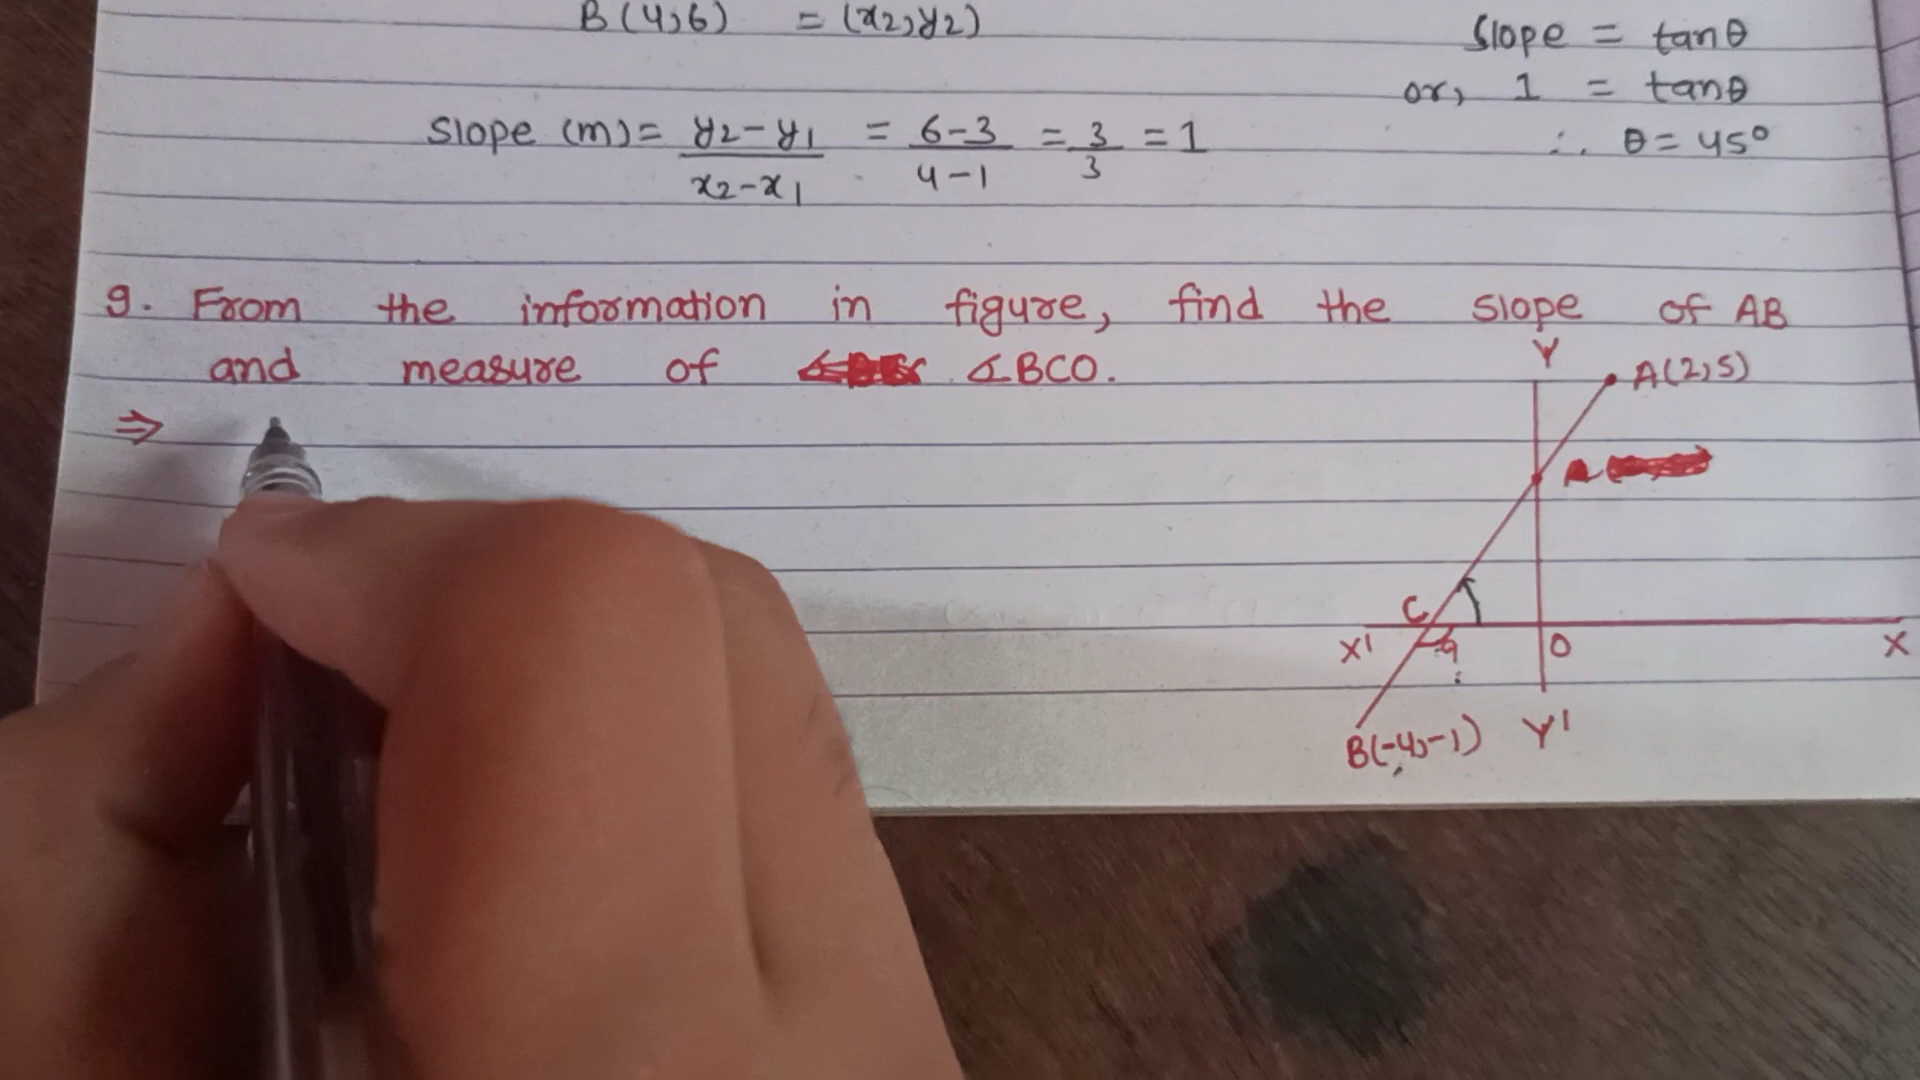 B(4,6) = (x2,y2)
Slope = tanθ
or, 1 = tanθ
∴ θ = 45°
Slope (m) = y2-y1 / x2-x1 = 6-3 / 4-1 = 3/3 = 1
9. From the information in figure, find the slope of AB
and measure of ∡BCO.
⇒
Y
A(2,5)
A
C
X'
O
X
B(-4,-1)
Y'